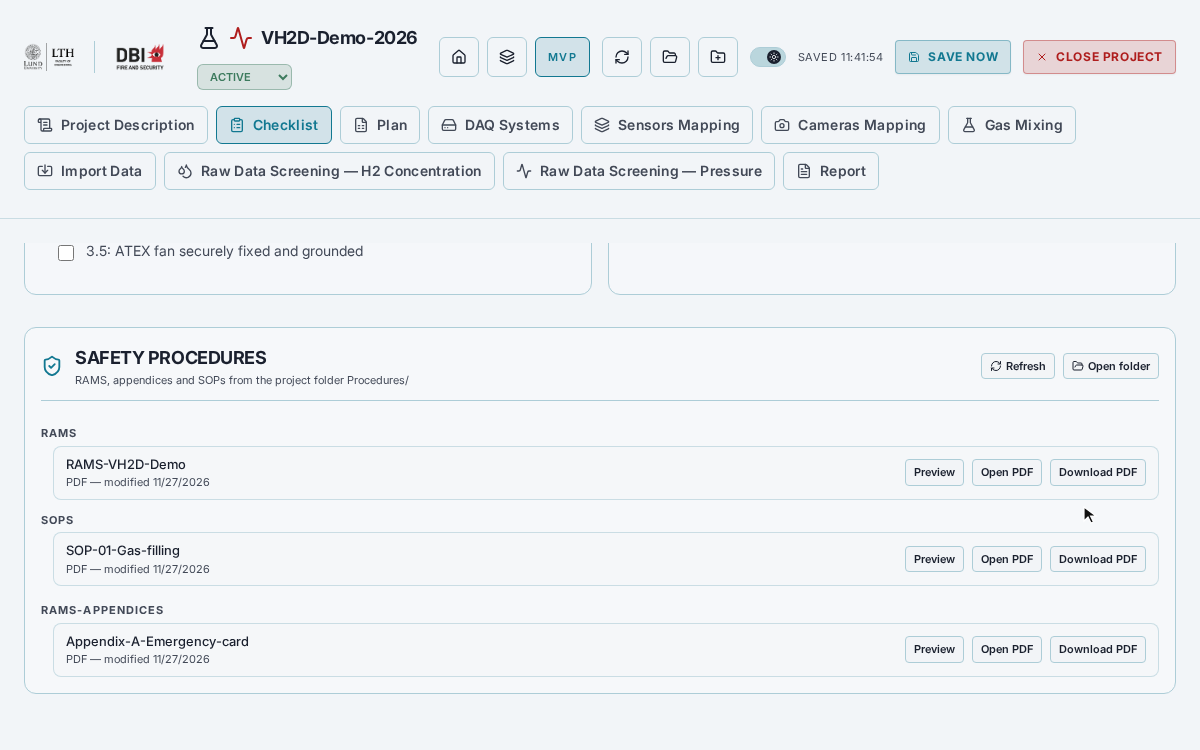 LUND
UNIVERSITY
LTH
FACULTY OF
ENGINEERING
DBI
FIRE AND SECURITY
VH2D-Demo-2026
ACTIVE
MVP
SAVED 11:41:54
SAVE NOW
CLOSE PROJECT
Project Description
Checklist
Plan
DAQ Systems
Sensors Mapping
Cameras Mapping
Gas Mixing
Import Data
Raw Data Screening — H2 Concentration
Raw Data Screening — Pressure
Report
3.5: ATEX fan securely fixed and grounded
SAFETY PROCEDURES
RAMS, appendices and SOPs from the project folder Procedures/
Refresh
Open folder
RAMS
RAMS-VH2D-Demo
PDF — modified 11/27/2026
Preview
Open PDF
Download PDF
SOPS
SOP-01-Gas-filling
PDF — modified 11/27/2026
Preview
Open PDF
Download PDF
RAMS-APPENDICES
Appendix-A-Emergency-card
PDF — modified 11/27/2026
Preview
Open PDF
Download PDF